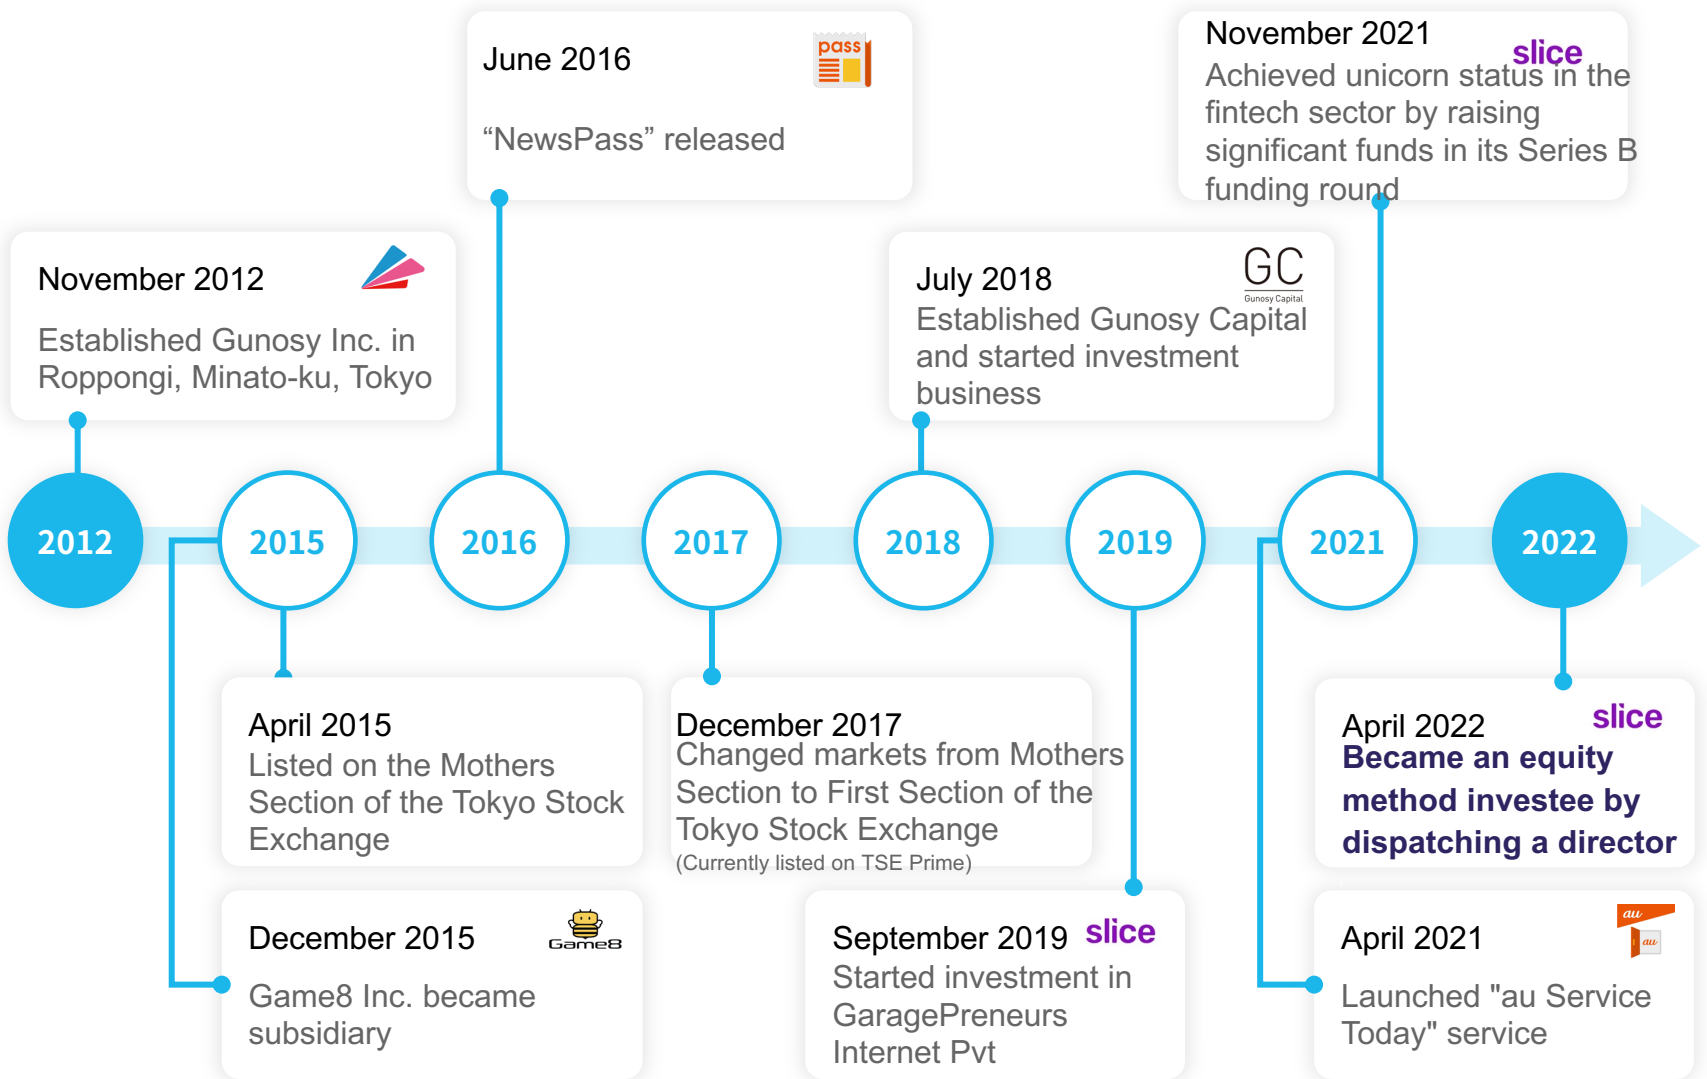 June 2016
pass
“NewsPass” released
November 2021
slice
Achieved unicorn status in the
fintech sector by raising
significant funds in its Series B
funding round
November 2012
Established Gunosy Inc. in
Roppongi, Minato-ku, Tokyo
July 2018
GC
Gunosy Capital
Established Gunosy Capital
and started investment
business
2012
2015
2016
2017
2018
2019
2021
2022
April 2015
Listed on the Mothers
Section of the Tokyo Stock
Exchange
December 2017
Changed markets from Mothers
Section to First Section of the
Tokyo Stock Exchange
(Currently listed on TSE Prime)
April 2022
slice
Became an equity
method investee by
dispatching a director
December 2015
Game8
Game8 Inc. became
subsidiary
September 2019
slice
Started investment in
GaragePreneurs
Internet Pvt
April 2021
au
au
Launched "au Service
Today" service